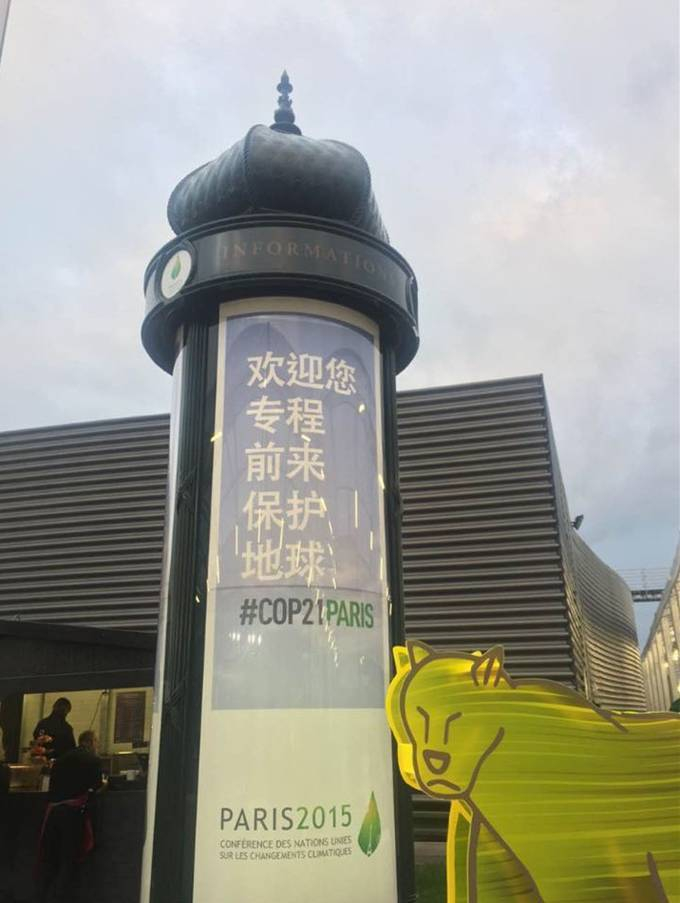 INFORMATION
欢迎您
专程
前来
保护
地球
#COP21PARIS
PARIS2015
CONFÉRENCE DES NATIONS UNIES
SUR LES CHANGEMENTS CLIMATIQUES